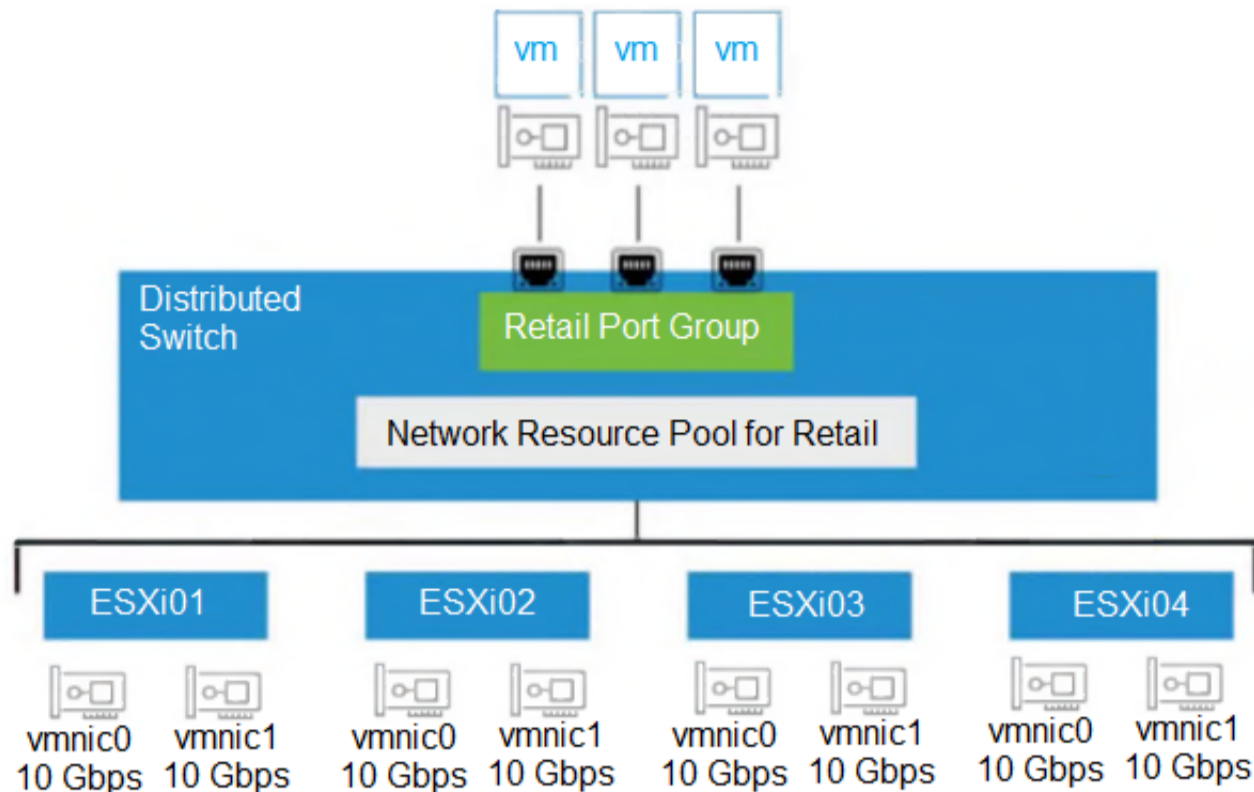 vm vm vm
Distributed
Switch
Retail Port Group
Network Resource Pool for Retail
ESXi01 ESXi02 ESXi03 ESXi04
vmnic0 vmnic1 vmnic0 vmnic1 vmnic0 vmnic1 vmnic0 vmnic1
10 Gbps 10 Gbps 10 Gbps 10 Gbps 10 Gbps 10 Gbps 10 Gbps 10 Gbps